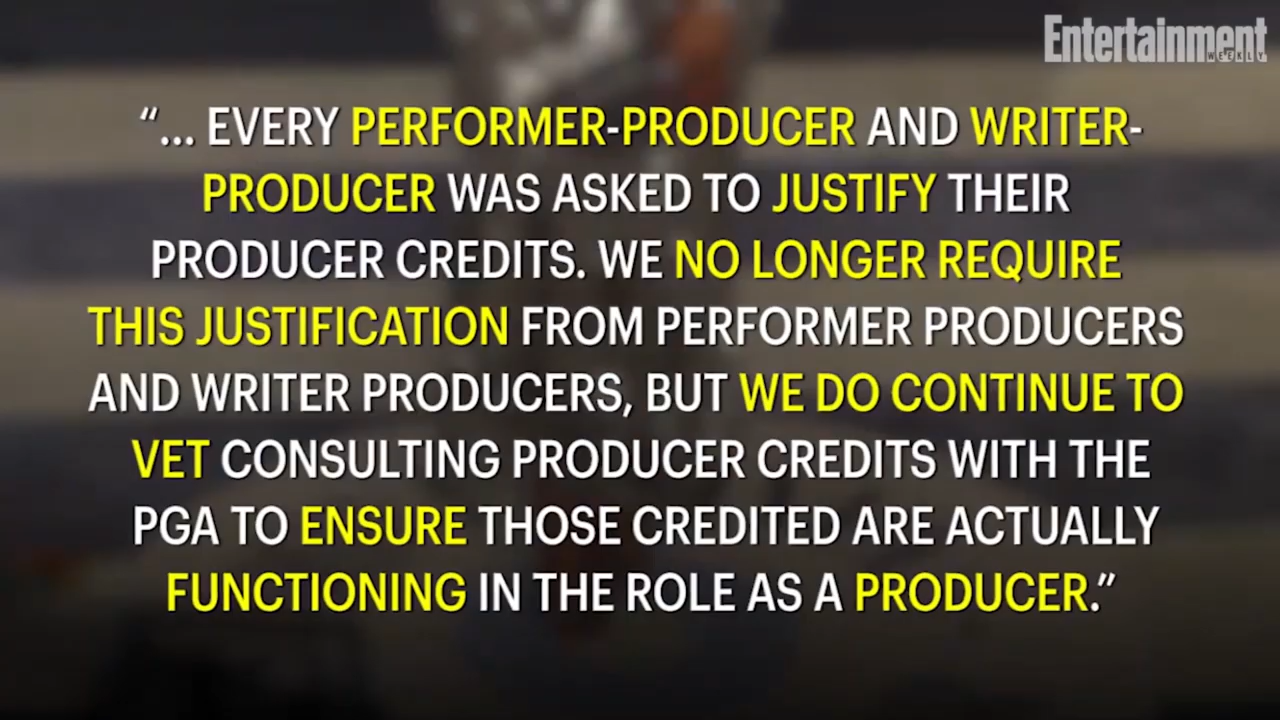 Entertainment
WEEKLY
“... EVERY PERFORMER-PRODUCER AND WRITER-
PRODUCER WAS ASKED TO JUSTIFY THEIR
PRODUCER CREDITS. WE NO LONGER REQUIRE
THIS JUSTIFICATION FROM PERFORMER PRODUCERS
AND WRITER PRODUCERS, BUT WE DO CONTINUE TO
VET CONSULTING PRODUCER CREDITS WITH THE
PGA TO ENSURE THOSE CREDITED ARE ACTUALLY
FUNCTIONING IN THE ROLE AS A PRODUCER.”